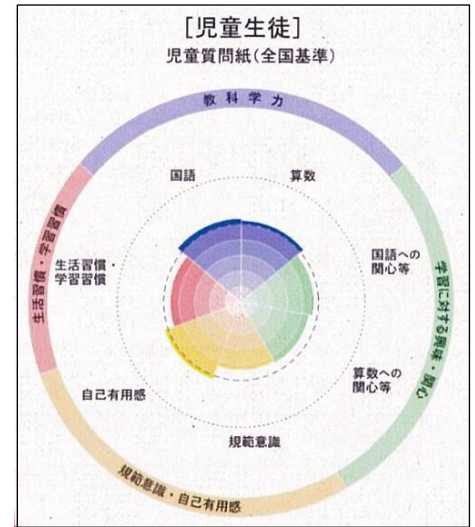 ［児童生徒］
児童質問紙（全国基準）
教科学力
国語
算数
生活習慣・学習習慣
生活習慣・
学習習慣
国語への
関心等
学習に対する興味・関心
算数への
関心等
自己有用感
規範意識
規範意識・自己有用感